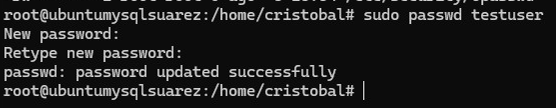 root@ubuntumysqlsuarez:/home/cristobal# sudo passwd testuser
New password:
Retype new password:
passwd: password updated successfully
root@ubuntumysqlsuarez:/home/cristobal#